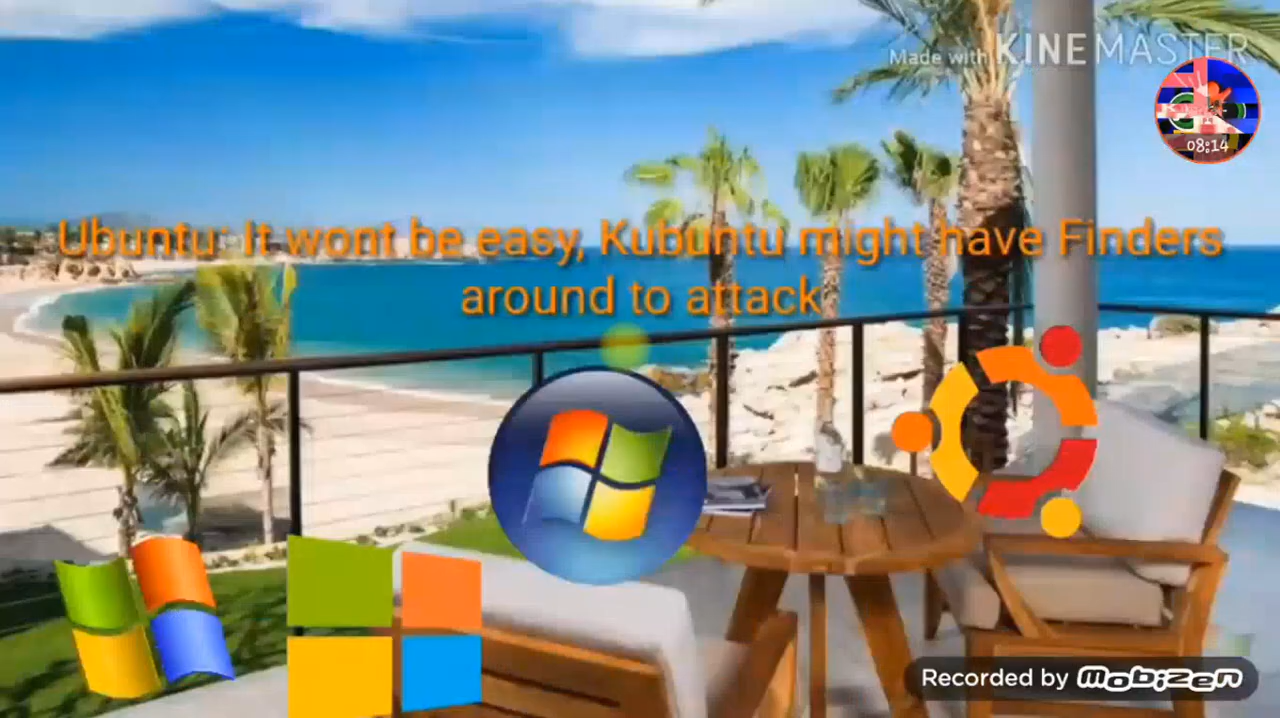 Made with KINEMASTER
08:14
Ubuntu: It wont be easy, Kubuntu might have Finders
around to attack
Recorded by mobizen